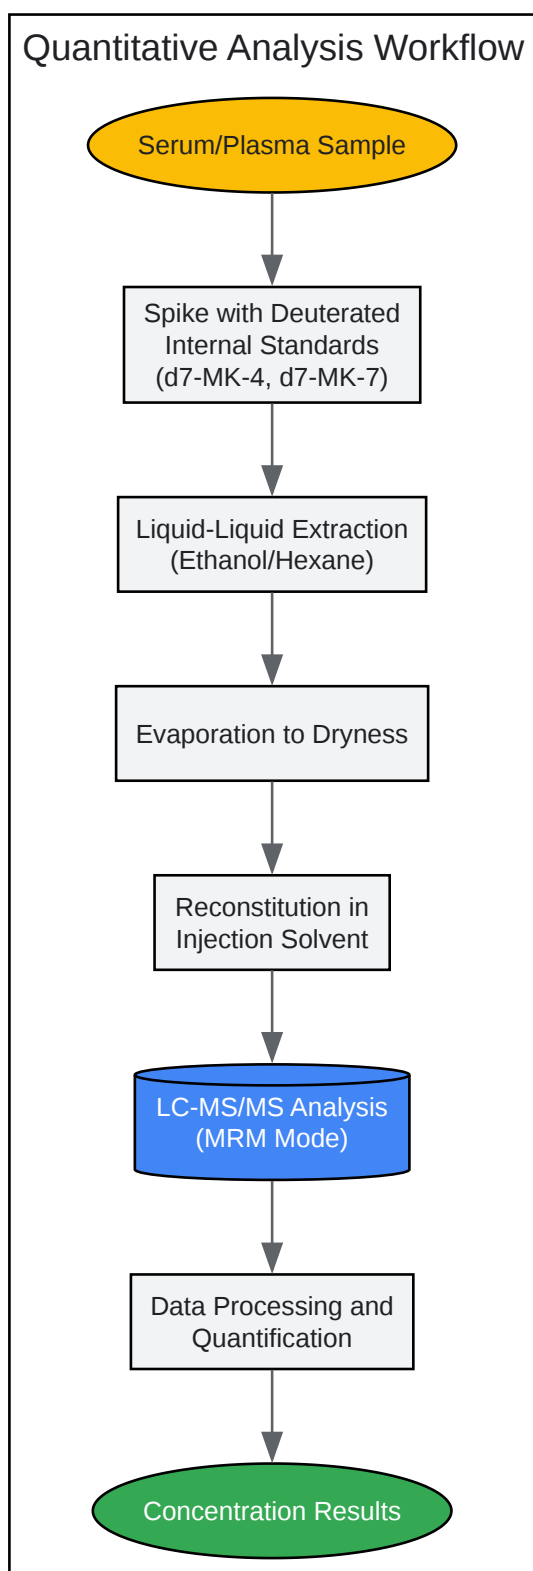 Quantitative Analysis Workflow
Serum/Plasma Sample
Spike with Deuterated
Internal Standards
(d7-MK-4, d7-MK-7)
Liquid-Liquid Extraction
(Ethanol/Hexane)
Evaporation to Dryness
Reconstitution in
Injection Solvent
LC-MS/MS Analysis
(MRM Mode)
Data Processing and
Quantification
Concentration Results